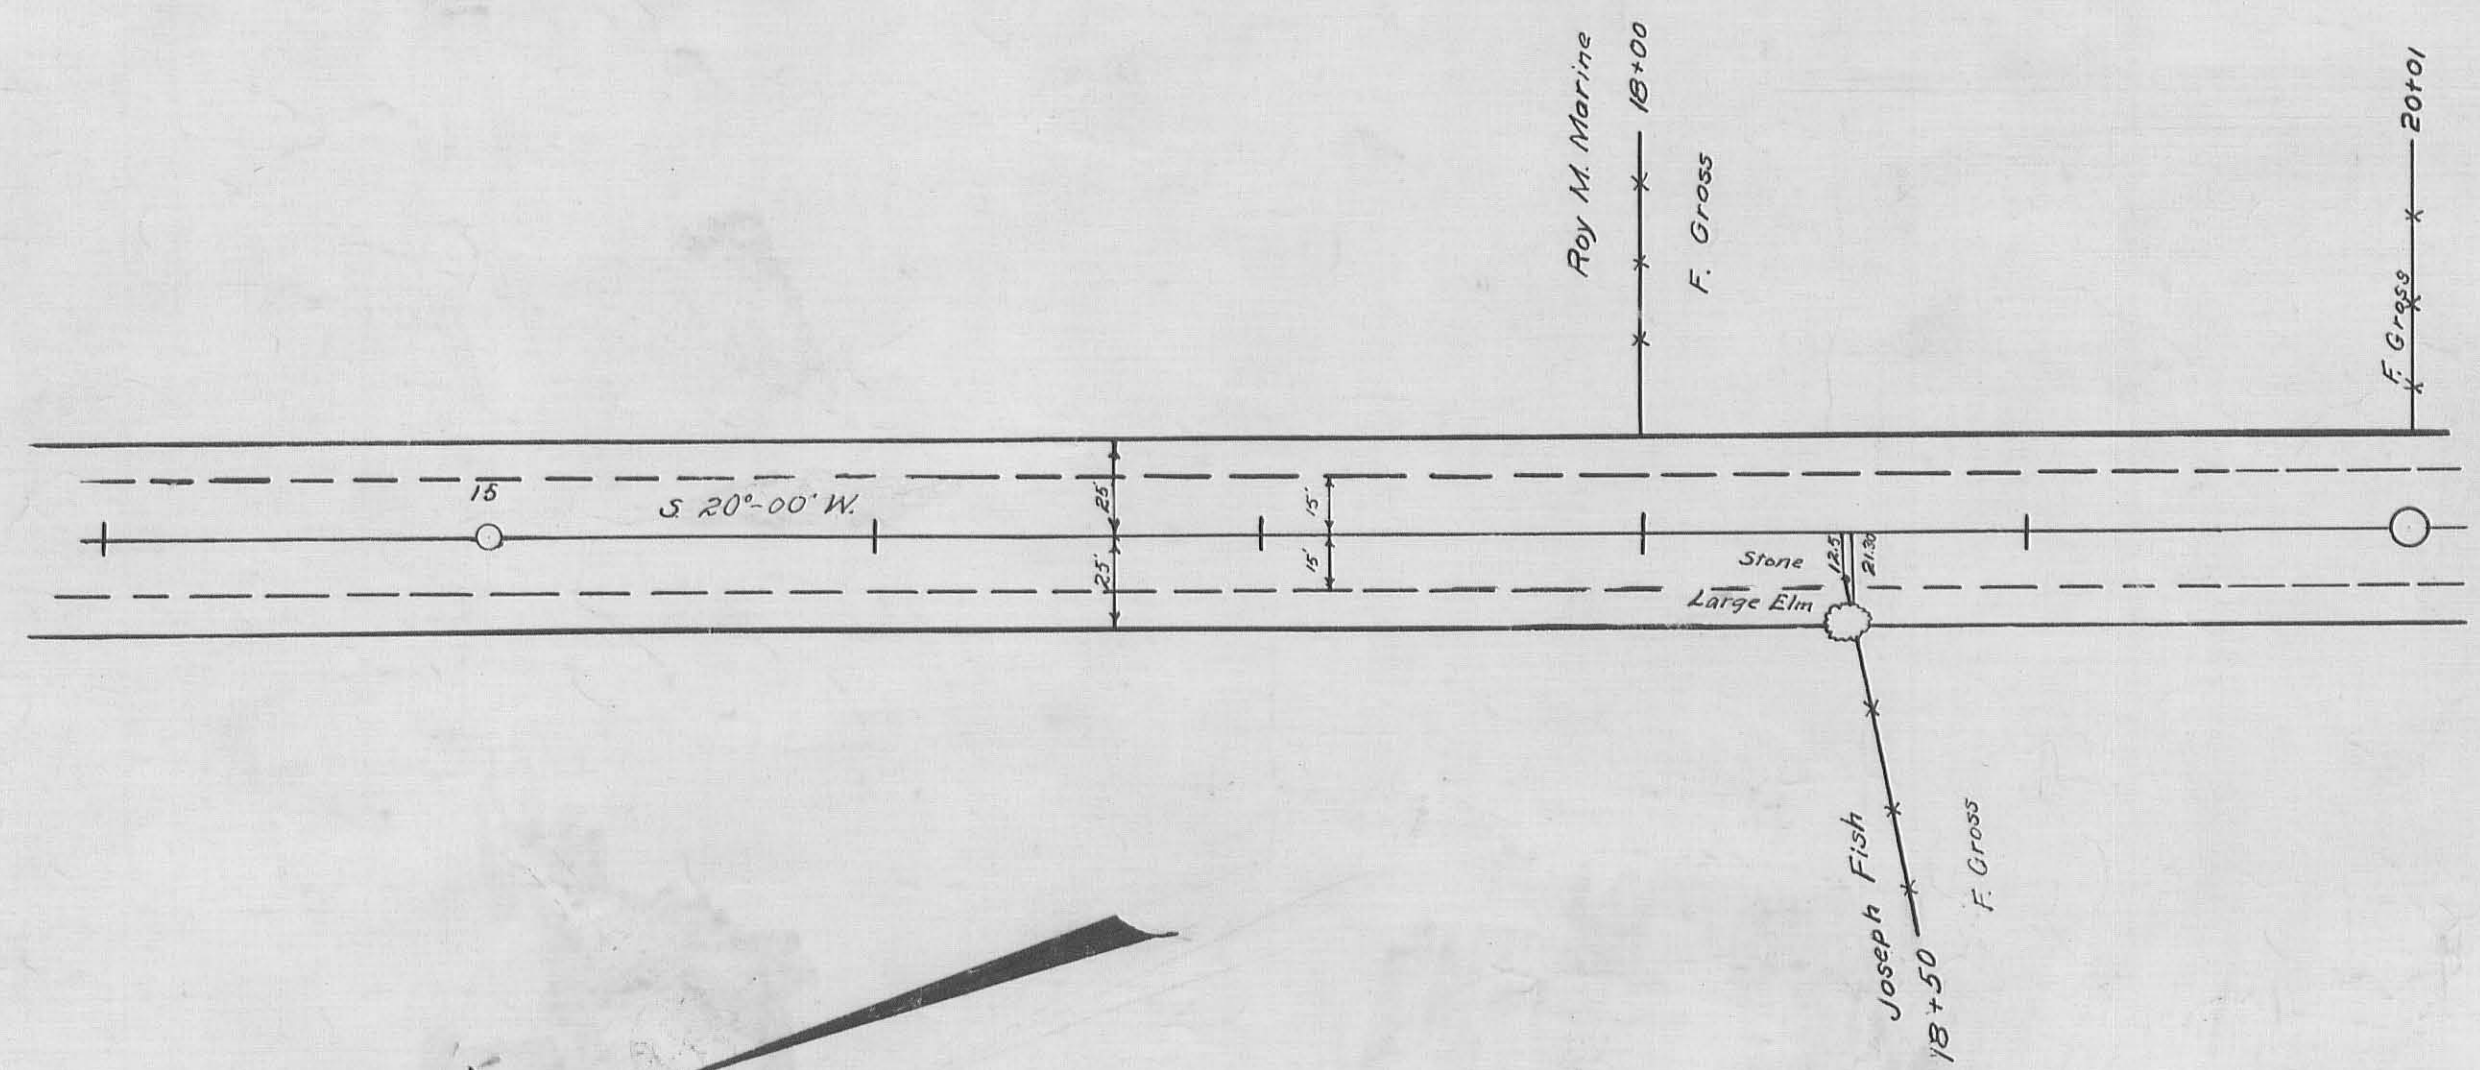 Roy M. Marine
18+00
F. Gross
F. Gross
20+01
15
S. 20°-00' W.
25'
25'
15'
15'
Stone
12.5
21.30
Large Elm
Joseph Fish
18+50
F. Gross